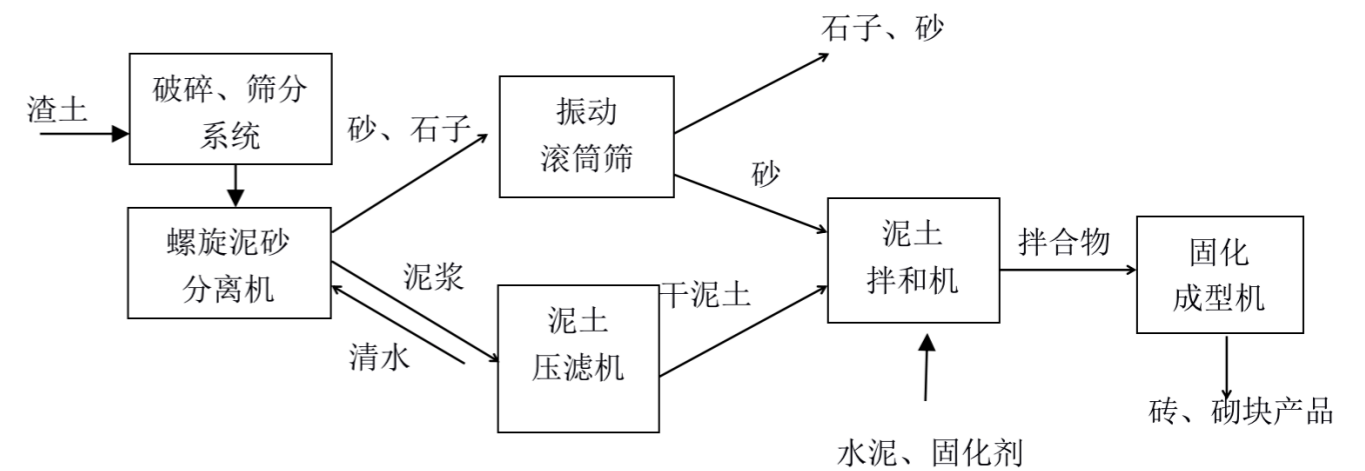 渣土
破碎、筛分
系统
螺旋泥砂
分离机
砂、石子
泥浆
清水
振动
滚筒筛
泥土
压滤机
石子、砂
砂
干泥土
泥土
拌和机
水泥、固化剂
拌合物
固化
成型机
砖、砌块产品